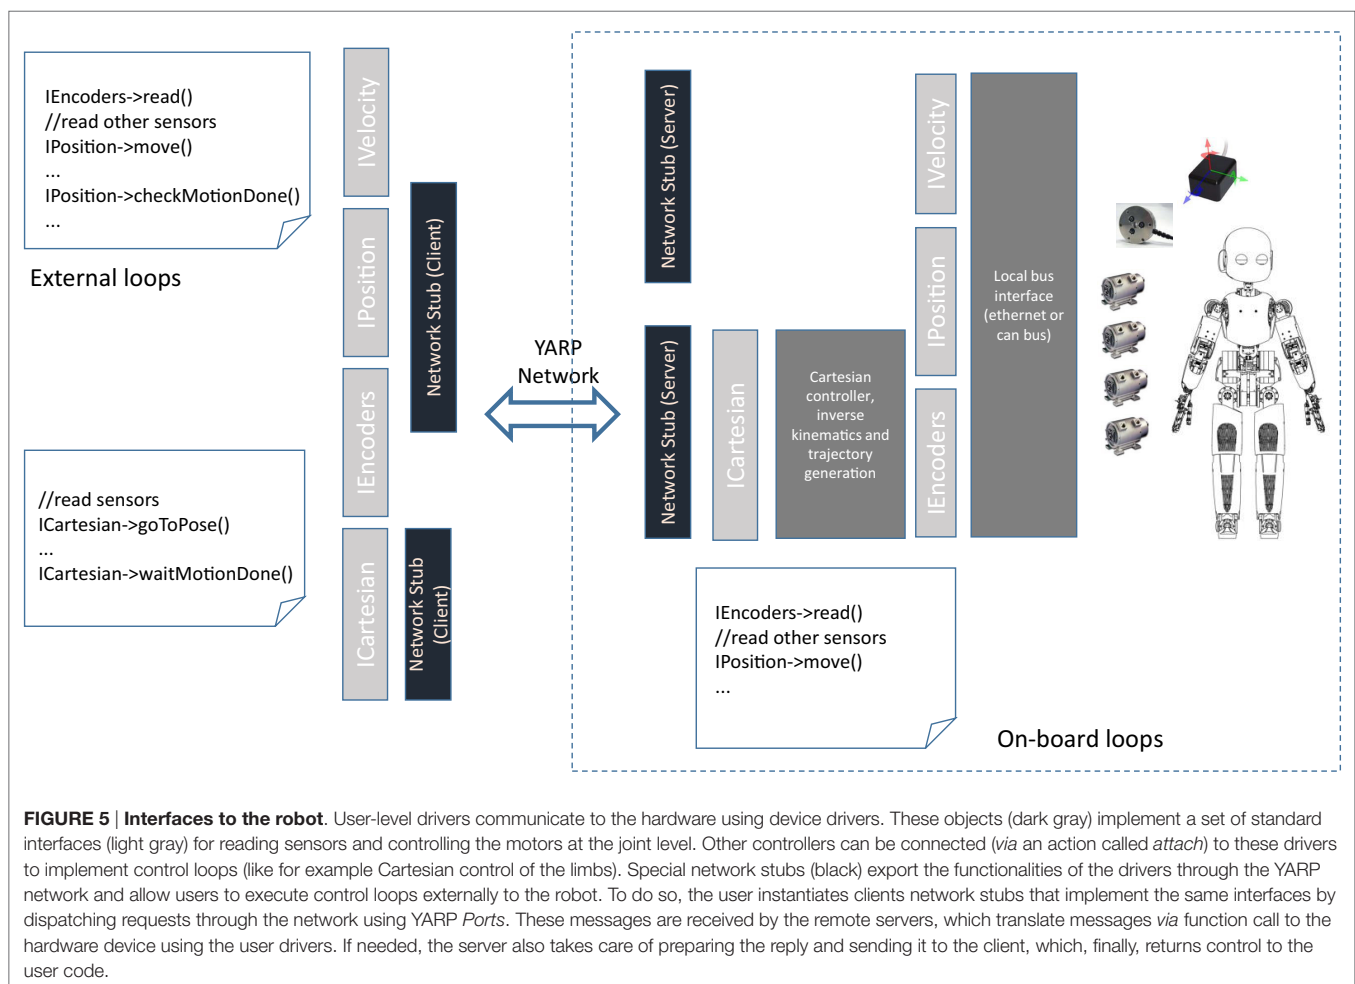 IEncoders->read()
//read other sensors
IPosition->move()
...
IPosition->checkMotionDone()
...
External loops
//read sensors
ICartesian->goToPose()
...
ICartesian->waitMotionDone()
IVelocity
IPosition
IEncoders
ICartesian
Network Stub (Client)
Network Stub
(Client)
YARP
Network
Network Stub (Server)
Network Stub (Server)
ICartesian
Cartesian
controller,
inverse
kinematics and
trajectory
generation
IVelocity
IPosition
IEncoders
Local bus
interface
(ethernet or
can bus)
IEncoders->read()
//read other sensors
IPosition->move()
...
On-board loops
FIGURE 5 | Interfaces to the robot. User-level drivers communicate to the hardware using device drivers. These objects (dark gray) implement a set of standard
interfaces (light gray) for reading sensors and controlling the motors at the joint level. Other controllers can be connected (via an action called attach) to these drivers
to implement control loops (like for example Cartesian control of the limbs). Special network stubs (black) export the functionalities of the drivers through the YARP
network and allow users to execute control loops externally to the robot. To do so, the user instantiates clients network stubs that implement the same interfaces by
dispatching requests through the network using YARP Ports. These messages are received by the remote servers, which translate messages via function call to the
hardware device using the user drivers. If needed, the server also takes care of preparing the reply and sending it to the client, which, finally, returns control to the
user code.